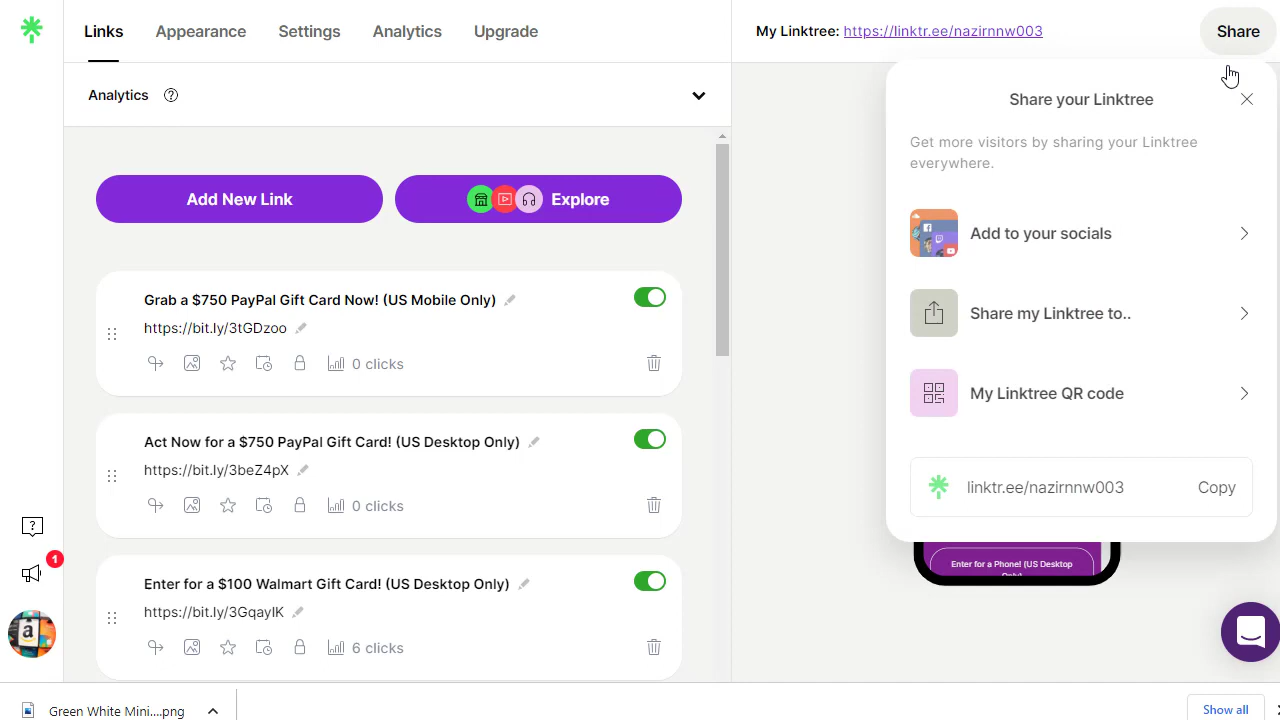 Links
Appearance
Settings
Analytics
Upgrade
My Linktree: https://linktr.ee/nazirnnw003
Share
Analytics ?
Share your Linktree
Get more visitors by sharing your Linktree
everywhere.
Add New Link
Explore
Add to your socials
Grab a $750 PayPal Gift Card Now! (US Mobile Only)
https://bit.ly/3tGDzoo
0 clicks
Share my Linktree to..
My Linktree QR code
Act Now for a $750 PayPal Gift Card! (US Desktop Only)
https://bit.ly/3beZ4pX
0 clicks
linktr.ee/nazirnnw003
Copy
Enter for a $100 Walmart Gift Card! (US Desktop Only)
https://bit.ly/3GqayIK
6 clicks
Enter for a Phone! (US Desktop
Only)
?
1
a
Green White Mini....png
Show all